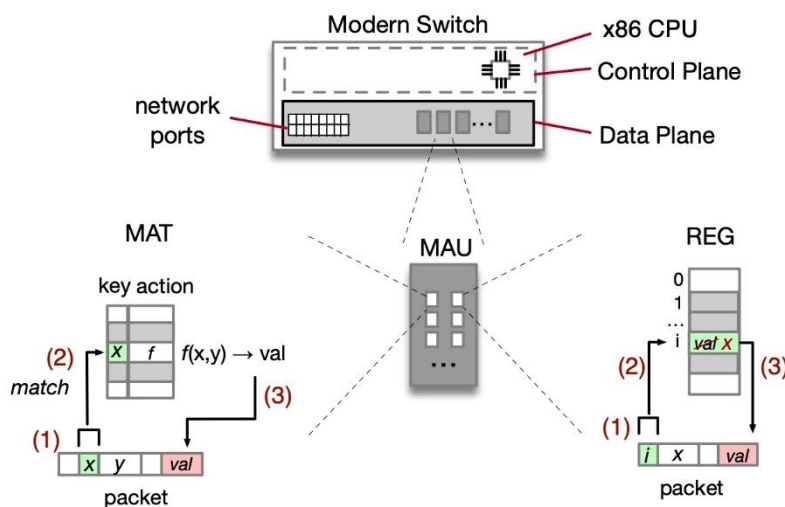 Modern Switch
x86 CPU
Control Plane
network
ports
Data Plane
MAT
MAU
REG
key action
0
1
...
i
x f f(x,y) → val
val x
(2)
match
(3)
(1)
x y val
packet
...
(2)
(3)
(1)
i x val
packet